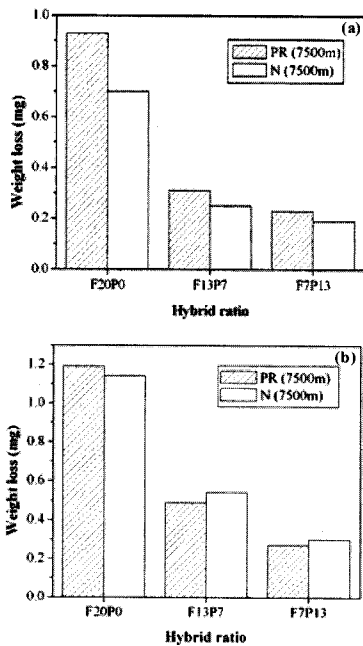 (a)
PR (7500m)
N (7500m)
1.0
0.8
0.6
0.4
0.2
0.0
Weight loss (mg)
F20P0 F13P7 F7P13
Hybrid ratio
(b)
PR (7500m)
N (7500m)
1.2
1.0
0.8
0.6
0.4
0.2
0.0
Weight loss (mg)
F20P0 F13P7 F7P13
Hybrid ratio